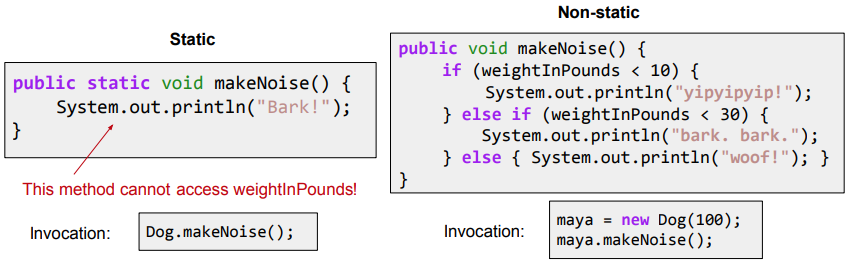 Static
public static void makeNoise() {
    System.out.println("Bark!");
}
This method cannot access weightInPounds!
Invocation:
Dog.makeNoise();
Non-static
public void makeNoise() {
    if (weightInPounds < 10) {
        System.out.println("yipyipyip!");
    } else if (weightInPounds < 30) {
        System.out.println("bark. bark.");
    } else { System.out.println("woof!"); }
}
Invocation:
maya = new Dog(100);
maya.makeNoise();